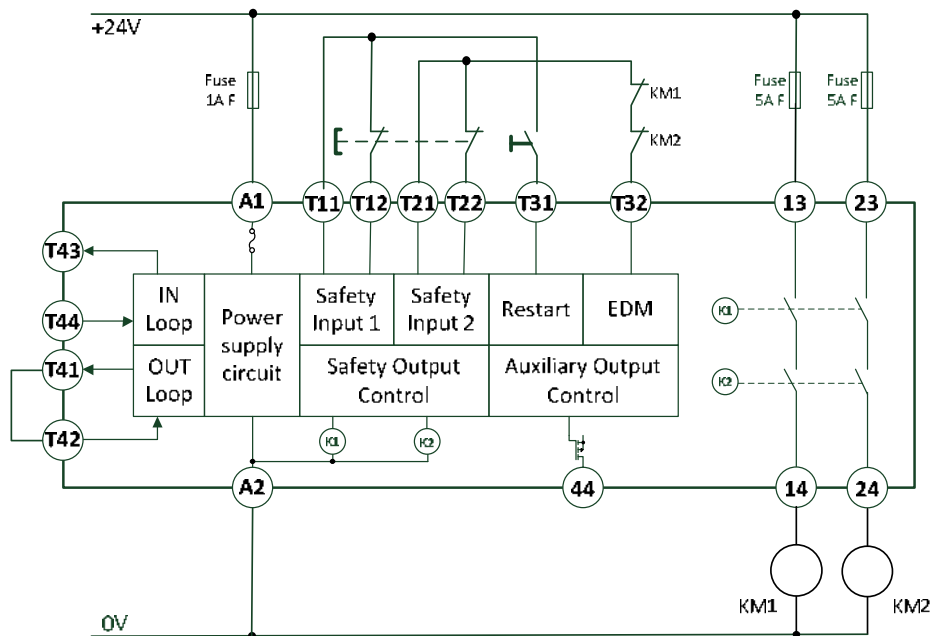 +24V
Fuse
1A F
KM1
KM2
Fuse
5A F
Fuse
5A F
A1
T11
T12
T21
T22
T31
T32
13
23
T43
T44
T41
T42
IN
Loop
OUT
Loop
Power
supply
circuit
Safety
Input 1
Safety
Input 2
Restart
EDM
Safety Output
Control
Auxiliary Output
Control
K1
K2
K1
K2
A2
44
14
24
KM1
KM2
0V